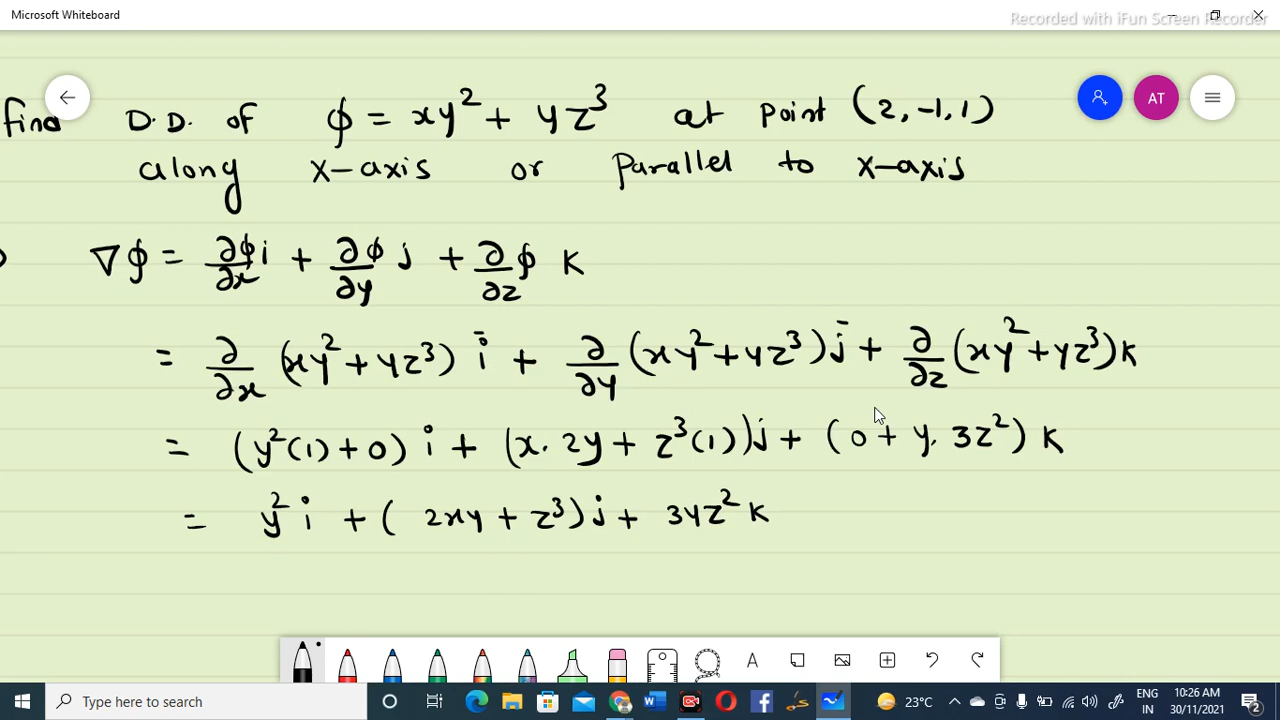 Microsoft Whiteboard
Recorded with iFun Screen Recorder
find D.D. of ϕ = xy² + yz³ at point (2,-1,1)
along x-axis or parallel to x-axis
AT
∇ϕ = ∂ϕ/∂x i + ∂ϕ/∂y j + ∂/∂z ϕ k
= ∂/∂x (xy²+yz³) i̅ + ∂/∂y (xy²+yz³) j̅ + ∂/∂z (xy²+yz³) k
= (y²(1)+0) i + (x. 2y + z³(1)) j + (0 + y. 3z²) k
= y² i + ( 2xy + z³) j + 3yz² k
A
Type here to search
23°C
ENG
IN
10:26 AM
30/11/2021
2